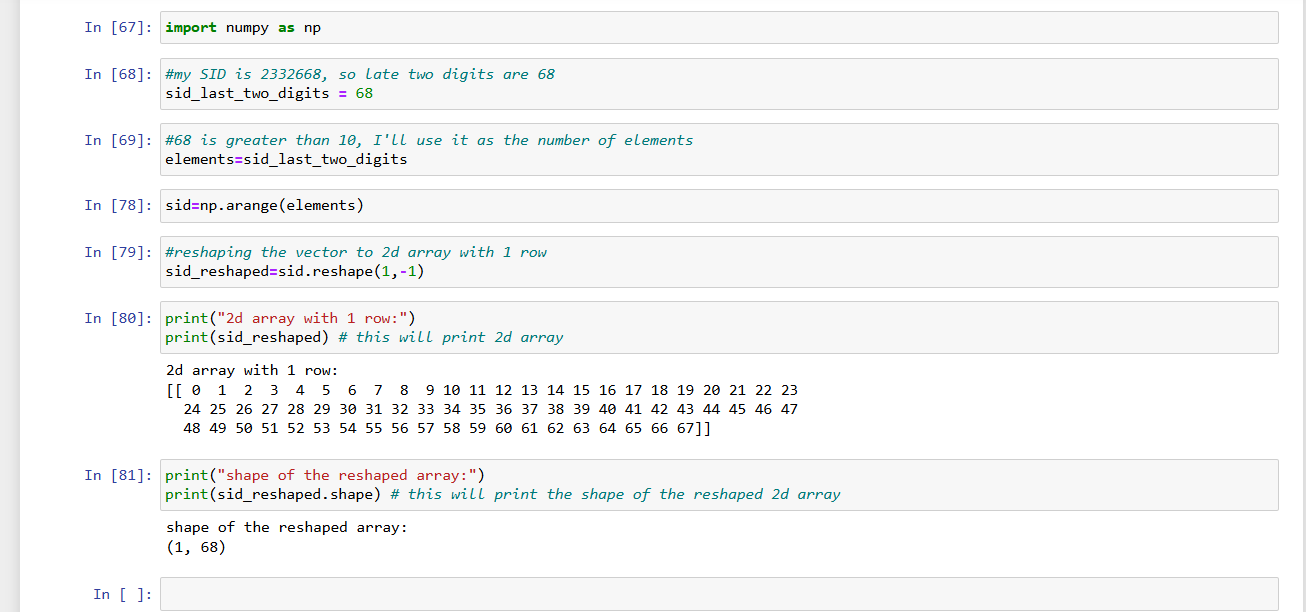 In [67]: import numpy as np
In [68]: #my SID is 2332668, so late two digits are 68
sid_last_two_digits = 68
In [69]: #68 is greater than 10, I'll use it as the number of elements
elements=sid_last_two_digits
In [78]: sid=np.arange(elements)
In [79]: #reshaping the vector to 2d array with 1 row
sid_reshaped=sid.reshape(1,-1)
In [80]: print("2d array with 1 row:")
print(sid_reshaped) # this will print 2d array
2d array with 1 row:
[[ 0  1  2  3  4  5  6  7  8  9 10 11 12 13 14 15 16 17 18 19 20 21 22 23
  24 25 26 27 28 29 30 31 32 33 34 35 36 37 38 39 40 41 42 43 44 45 46 47
  48 49 50 51 52 53 54 55 56 57 58 59 60 61 62 63 64 65 66 67]]
In [81]: print("shape of the reshaped array:")
print(sid_reshaped.shape) # this will print the shape of the reshaped 2d array
shape of the reshaped array:
(1, 68)
In [ ]: